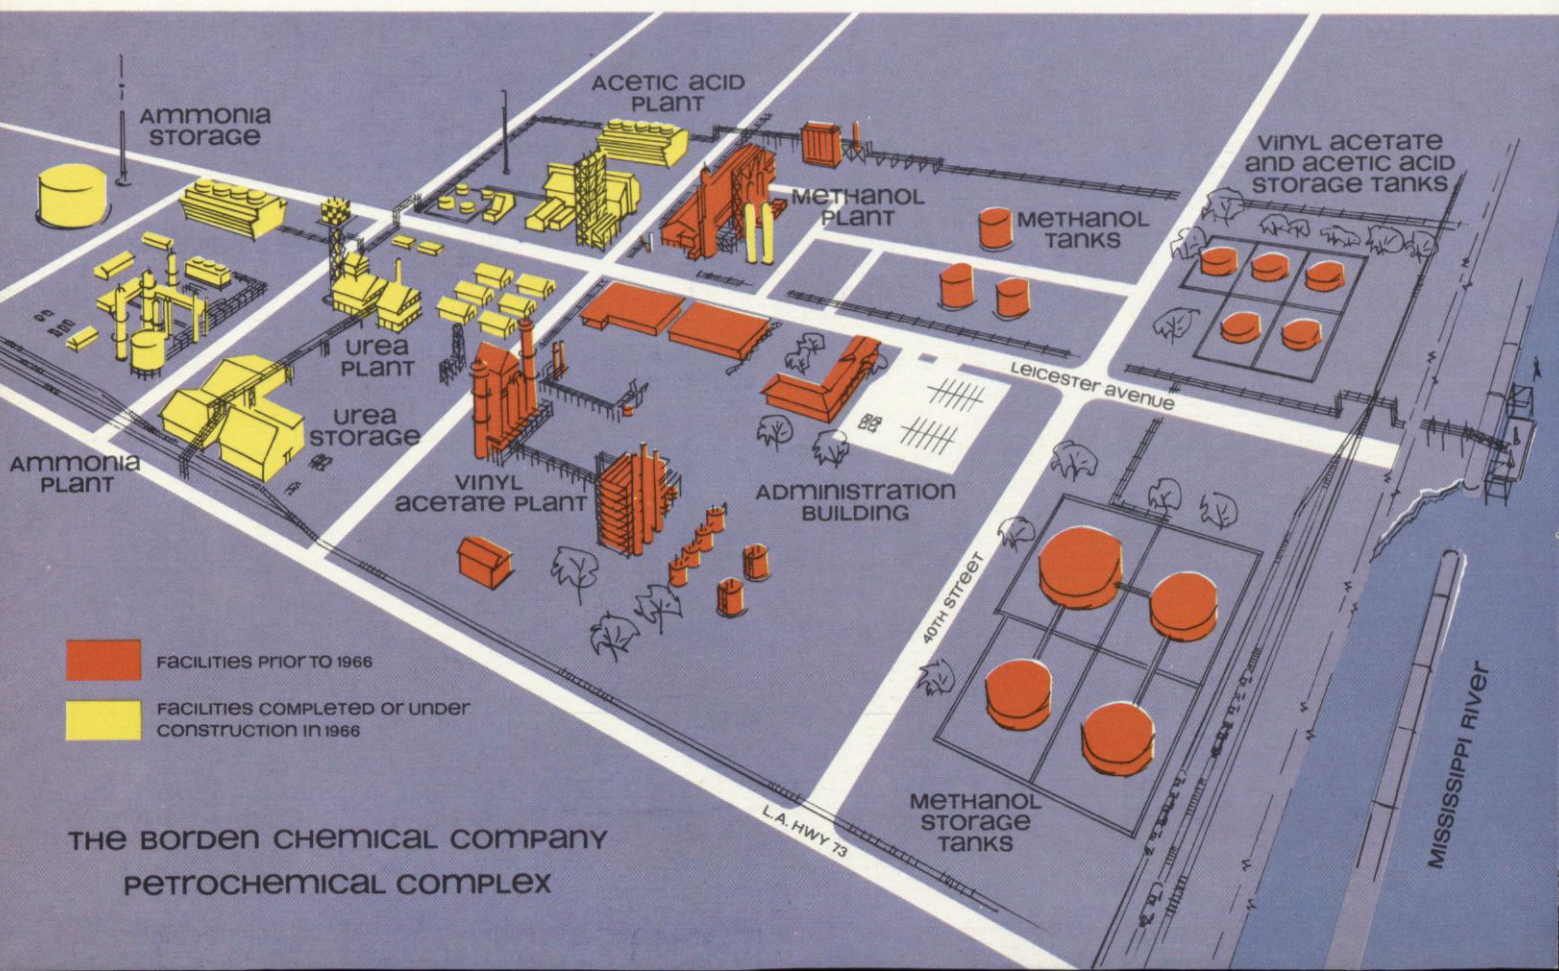 Ammonia
Storage
Acetic Acid
Plant
Vinyl Acetate
and Acetic Acid
Storage Tanks
Methanol
Plant
Methanol
Tanks
Urea
Plant
Urea
Storage
Leicester Avenue
Ammonia
Plant
Vinyl
Acetate Plant
Administration
Building
40th Street
Facilities Prior to 1966
Facilities Completed or Under
Construction in 1966
Mississippi River
Methanol
Storage
Tanks
L.A. Hwy 73
The Borden Chemical Company
Petrochemical Complex